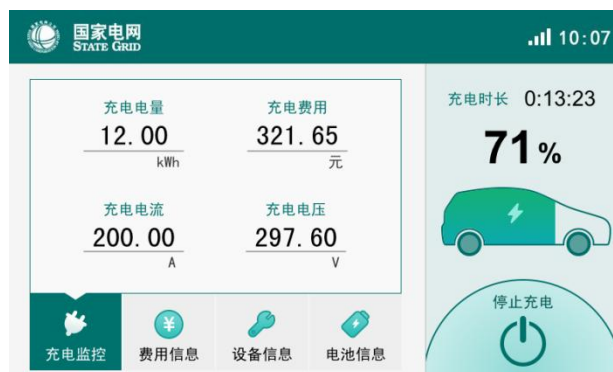 国家电网
STATE GRID
10:07
充电电量
12.00
kWh
充电费用
321.65
元
充电电流
200.00
A
充电电压
297.60
V
充电时长 0:13:23
71%
停止充电
充电监控
¥
费用信息
设备信息
电池信息